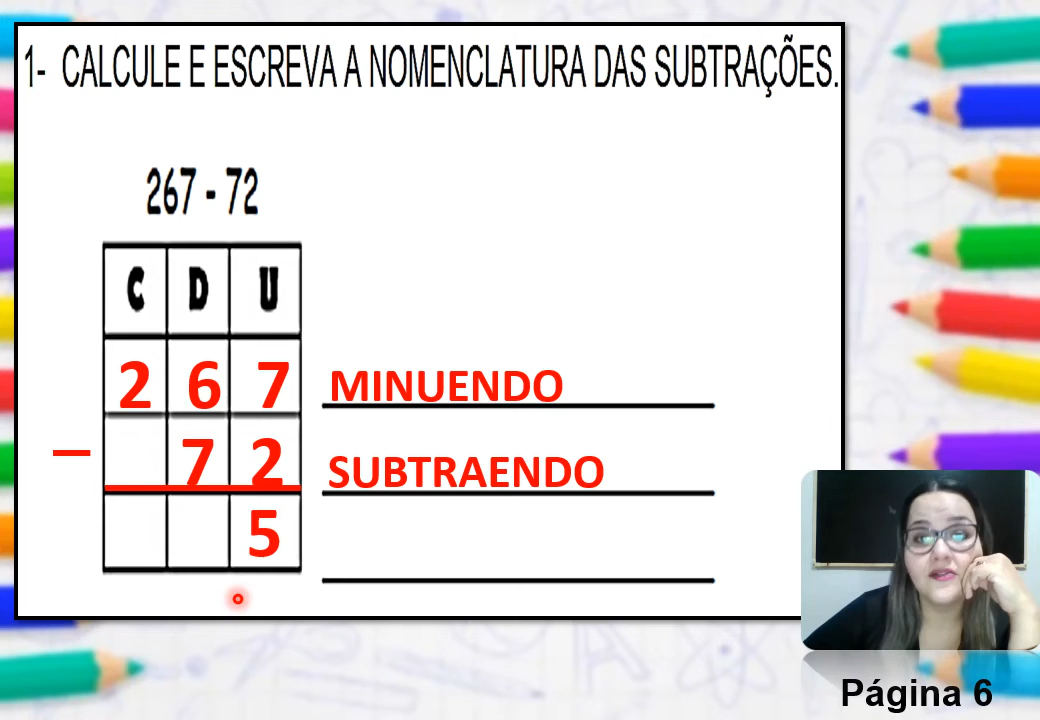 1- CALCULE E ESCREVA A NOMENCLATURA DAS SUBTRAÇÕES.
267 - 72
C D U
2 6 7 MINUENDO
– 7 2 SUBTRAENDO
5
Página 6